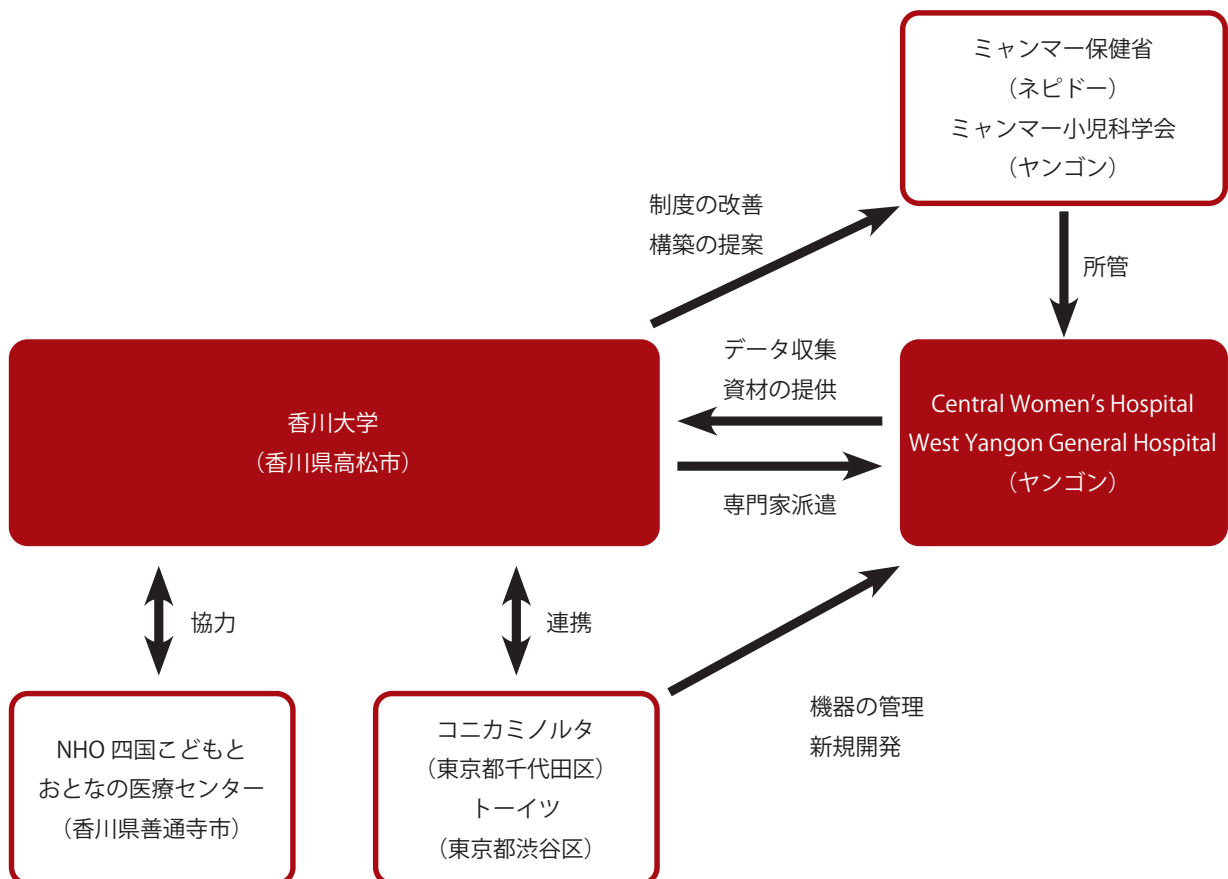 ミャンマー保健省
（ネピドー）
ミャンマー小児科学会
（ヤンゴン）
制度の改善
構築の提案
所管
データ収集
資材の提供
香川大学
（香川県高松市）
Central Women’s Hospital
West Yangon General Hospital
（ヤンゴン）
専門家派遣
協力
連携
機器の管理
新規開発
NHO 四国こどもと
おとなの医療センター
（香川県善通寺市）
コニカミノルタ
（東京都千代田区）
トーイツ
（東京都渋谷区）